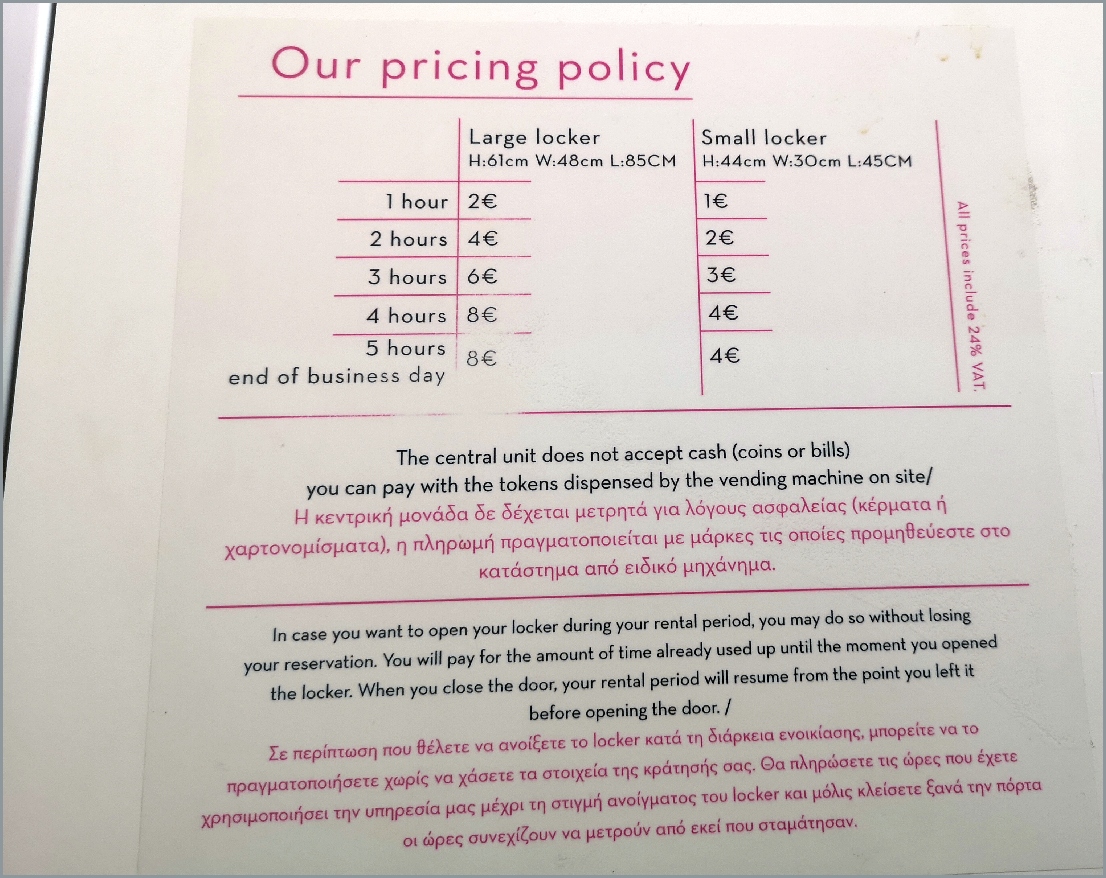 Our pricing policy
Large locker Small locker
H:61cm W:48cm L:85CM H:44cm W:30cm L:45CM
1 hour 2€ 1€
2 hours 4€ 2€
3 hours 6€ 3€
4 hours 8€ 4€
5 hours
end of business day 8€ 4€
All prices include 24% VAT.
The central unit does not accept cash (coins or bills)
you can pay with the tokens dispensed by the vending machine on site/
Η κεντρική μονάδα δε δέχεται μετρητά για λόγους ασφαλείας (κέρματα ή
χαρτονομίσματα), η πληρωμή πραγματοποιείται με μάρκες τις οποίες προμηθεύεστε στο
κατάστημα από ειδικό μηχάνημα.
In case you want to open your locker during your rental period, you may do so without losing
your reservation. You will pay for the amount of time already used up until the moment you opened
the locker. When you close the door, your rental period will resume from the point you left it
before opening the door. /
Σε περίπτωση που θέλετε να ανοίξετε το locker κατά τη διάρκεια ενοικίασης, μπορείτε να το
πραγματοποιήσετε χωρίς να χάσετε τα στοιχεία της κράτησής σας. Θα πληρώσετε τις ώρες που έχετε
χρησιμοποιήσει την υπηρεσία μας μέχρι τη στιγμή ανοίγματος του locker και μόλις κλείσετε ξανά την πόρτα
οι ώρες συνεχίζουν να μετρούν από εκεί που σταμάτησαν.